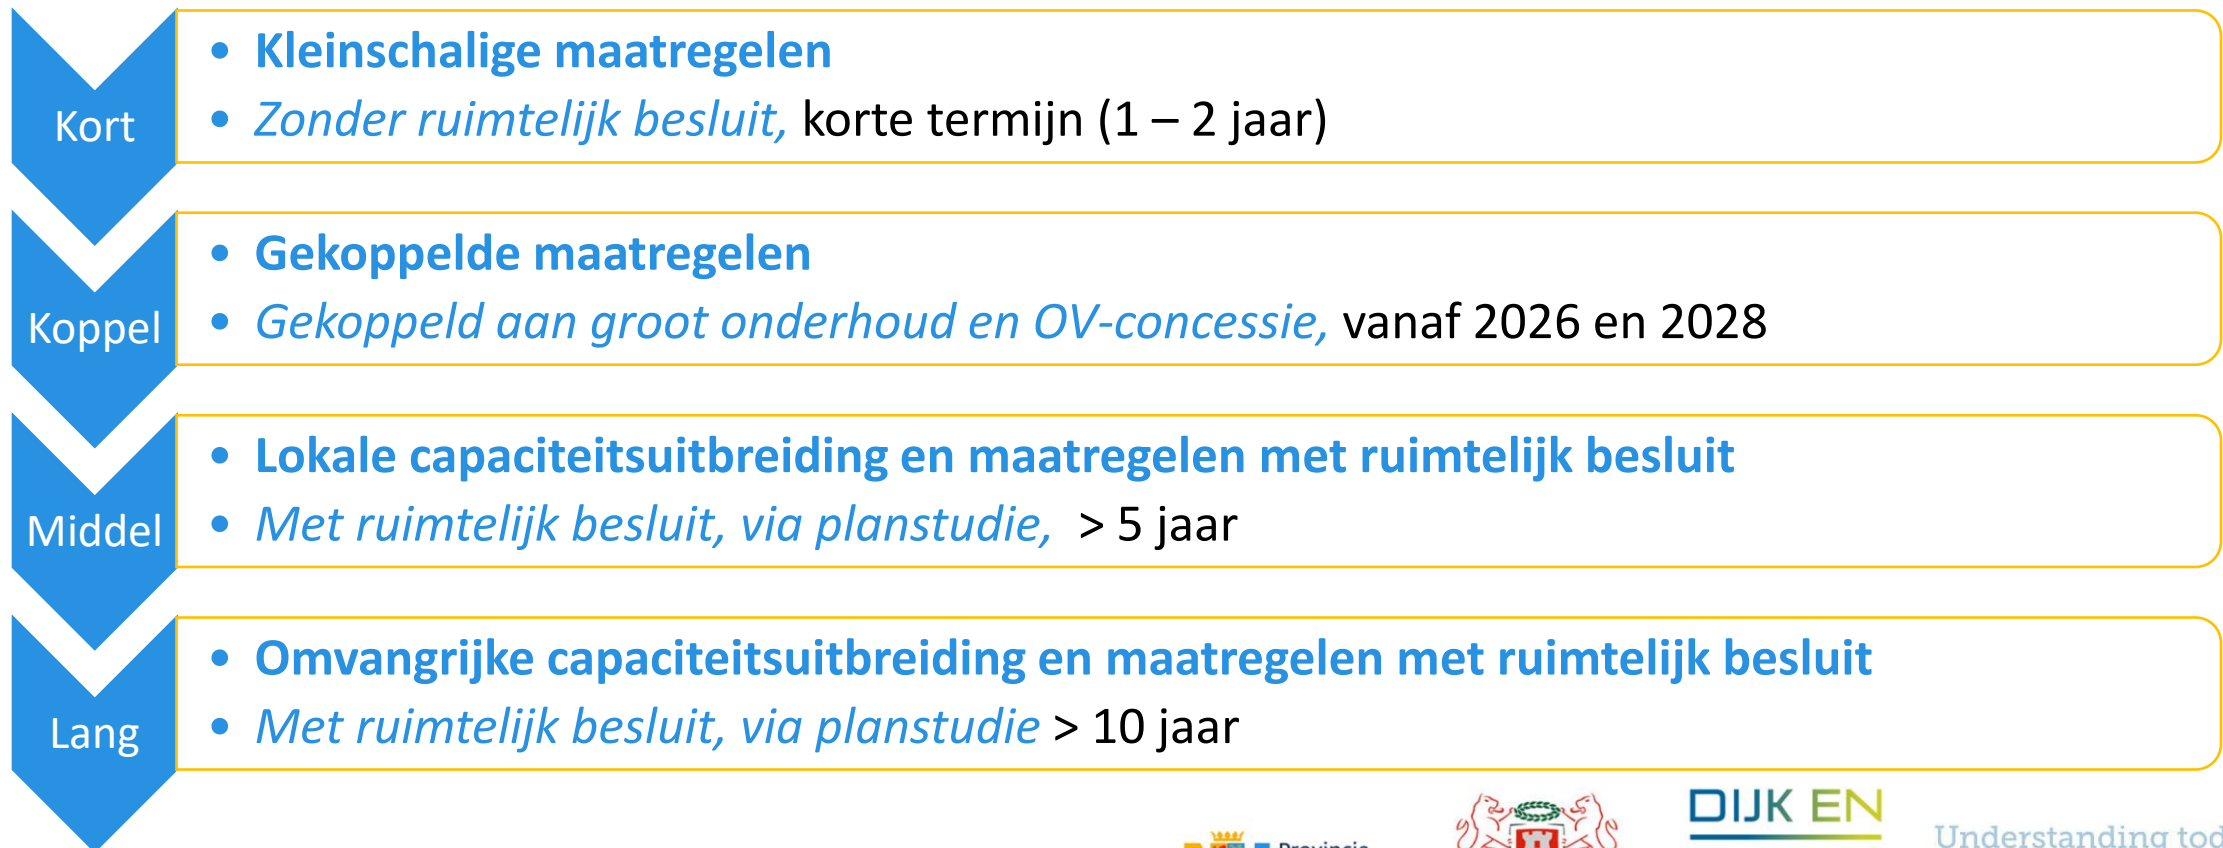 Kort
• Kleinschalige maatregelen
• Zonder ruimtelijk besluit, korte termijn (1 – 2 jaar)
Koppel
• Gekoppelde maatregelen
• Gekoppeld aan groot onderhoud en OV-concessie, vanaf 2026 en 2028
Middel
• Lokale capaciteitsuitbreiding en maatregelen met ruimtelijk besluit
• Met ruimtelijk besluit, via planstudie, > 5 jaar
Lang
• Omvangrijke capaciteitsuitbreiding en maatregelen met ruimtelijk besluit
• Met ruimtelijk besluit, via planstudie > 10 jaar
Provincie
DIJK EN
Understanding tod